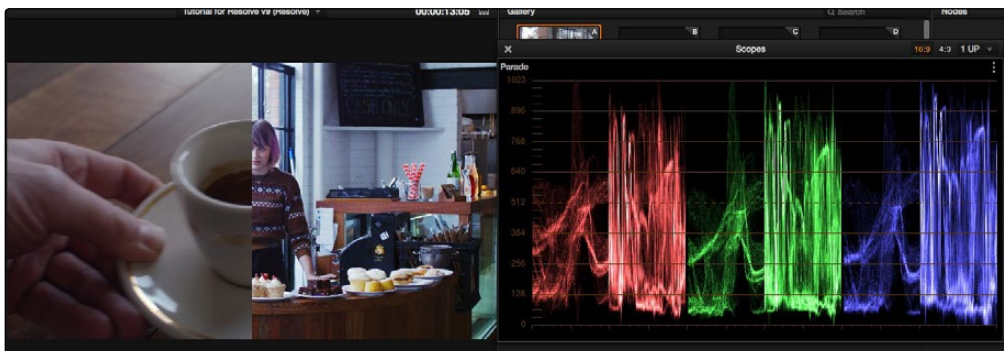 Tutorial for Resolve V9 (Resolve)
00:00:13:05
Gallery
Search
Nodes
A
B
C
D
Scopes
16:9 4:3 1 UP
Parade
1023
896
768
640
512
384
256
128
0
CASH ONLY
Y